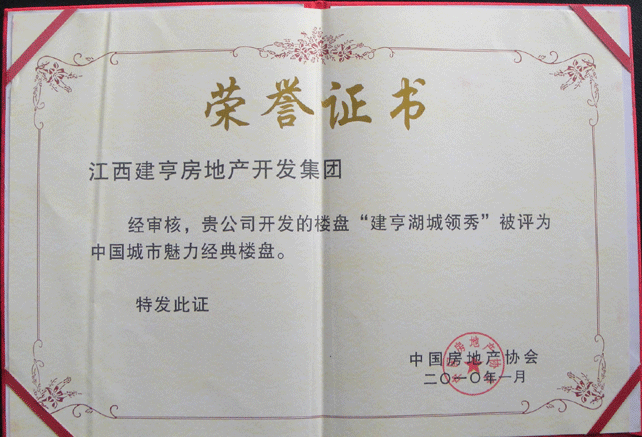 荣誉证书
江西建亨房地产开发集团
经审核，贵公司开发的楼盘“建亨湖城领秀”被评为
中国城市魅力经典楼盘。
特发此证
中国房地产协会
二〇一〇年一月